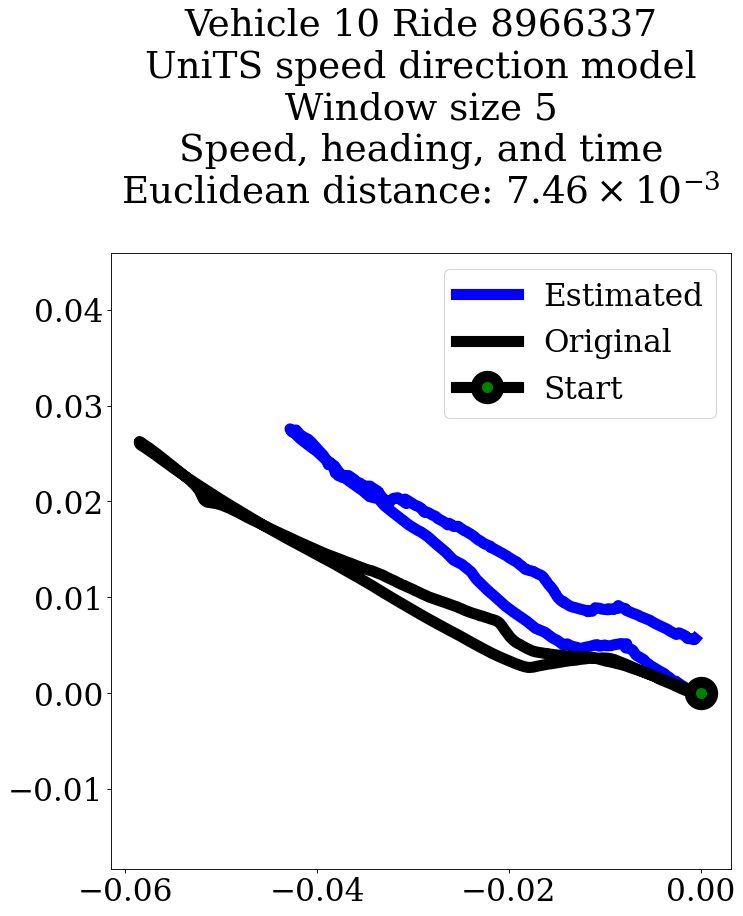 Vehicle 10 Ride 8966337
UniTS speed direction model
Window size 5
Speed, heading, and time
Euclidean distance: 7.46 × 10⁻³
Estimated
Original
Start
0.04
0.03
0.02
0.01
0.00
−0.01
−0.06
−0.04
−0.02
0.00